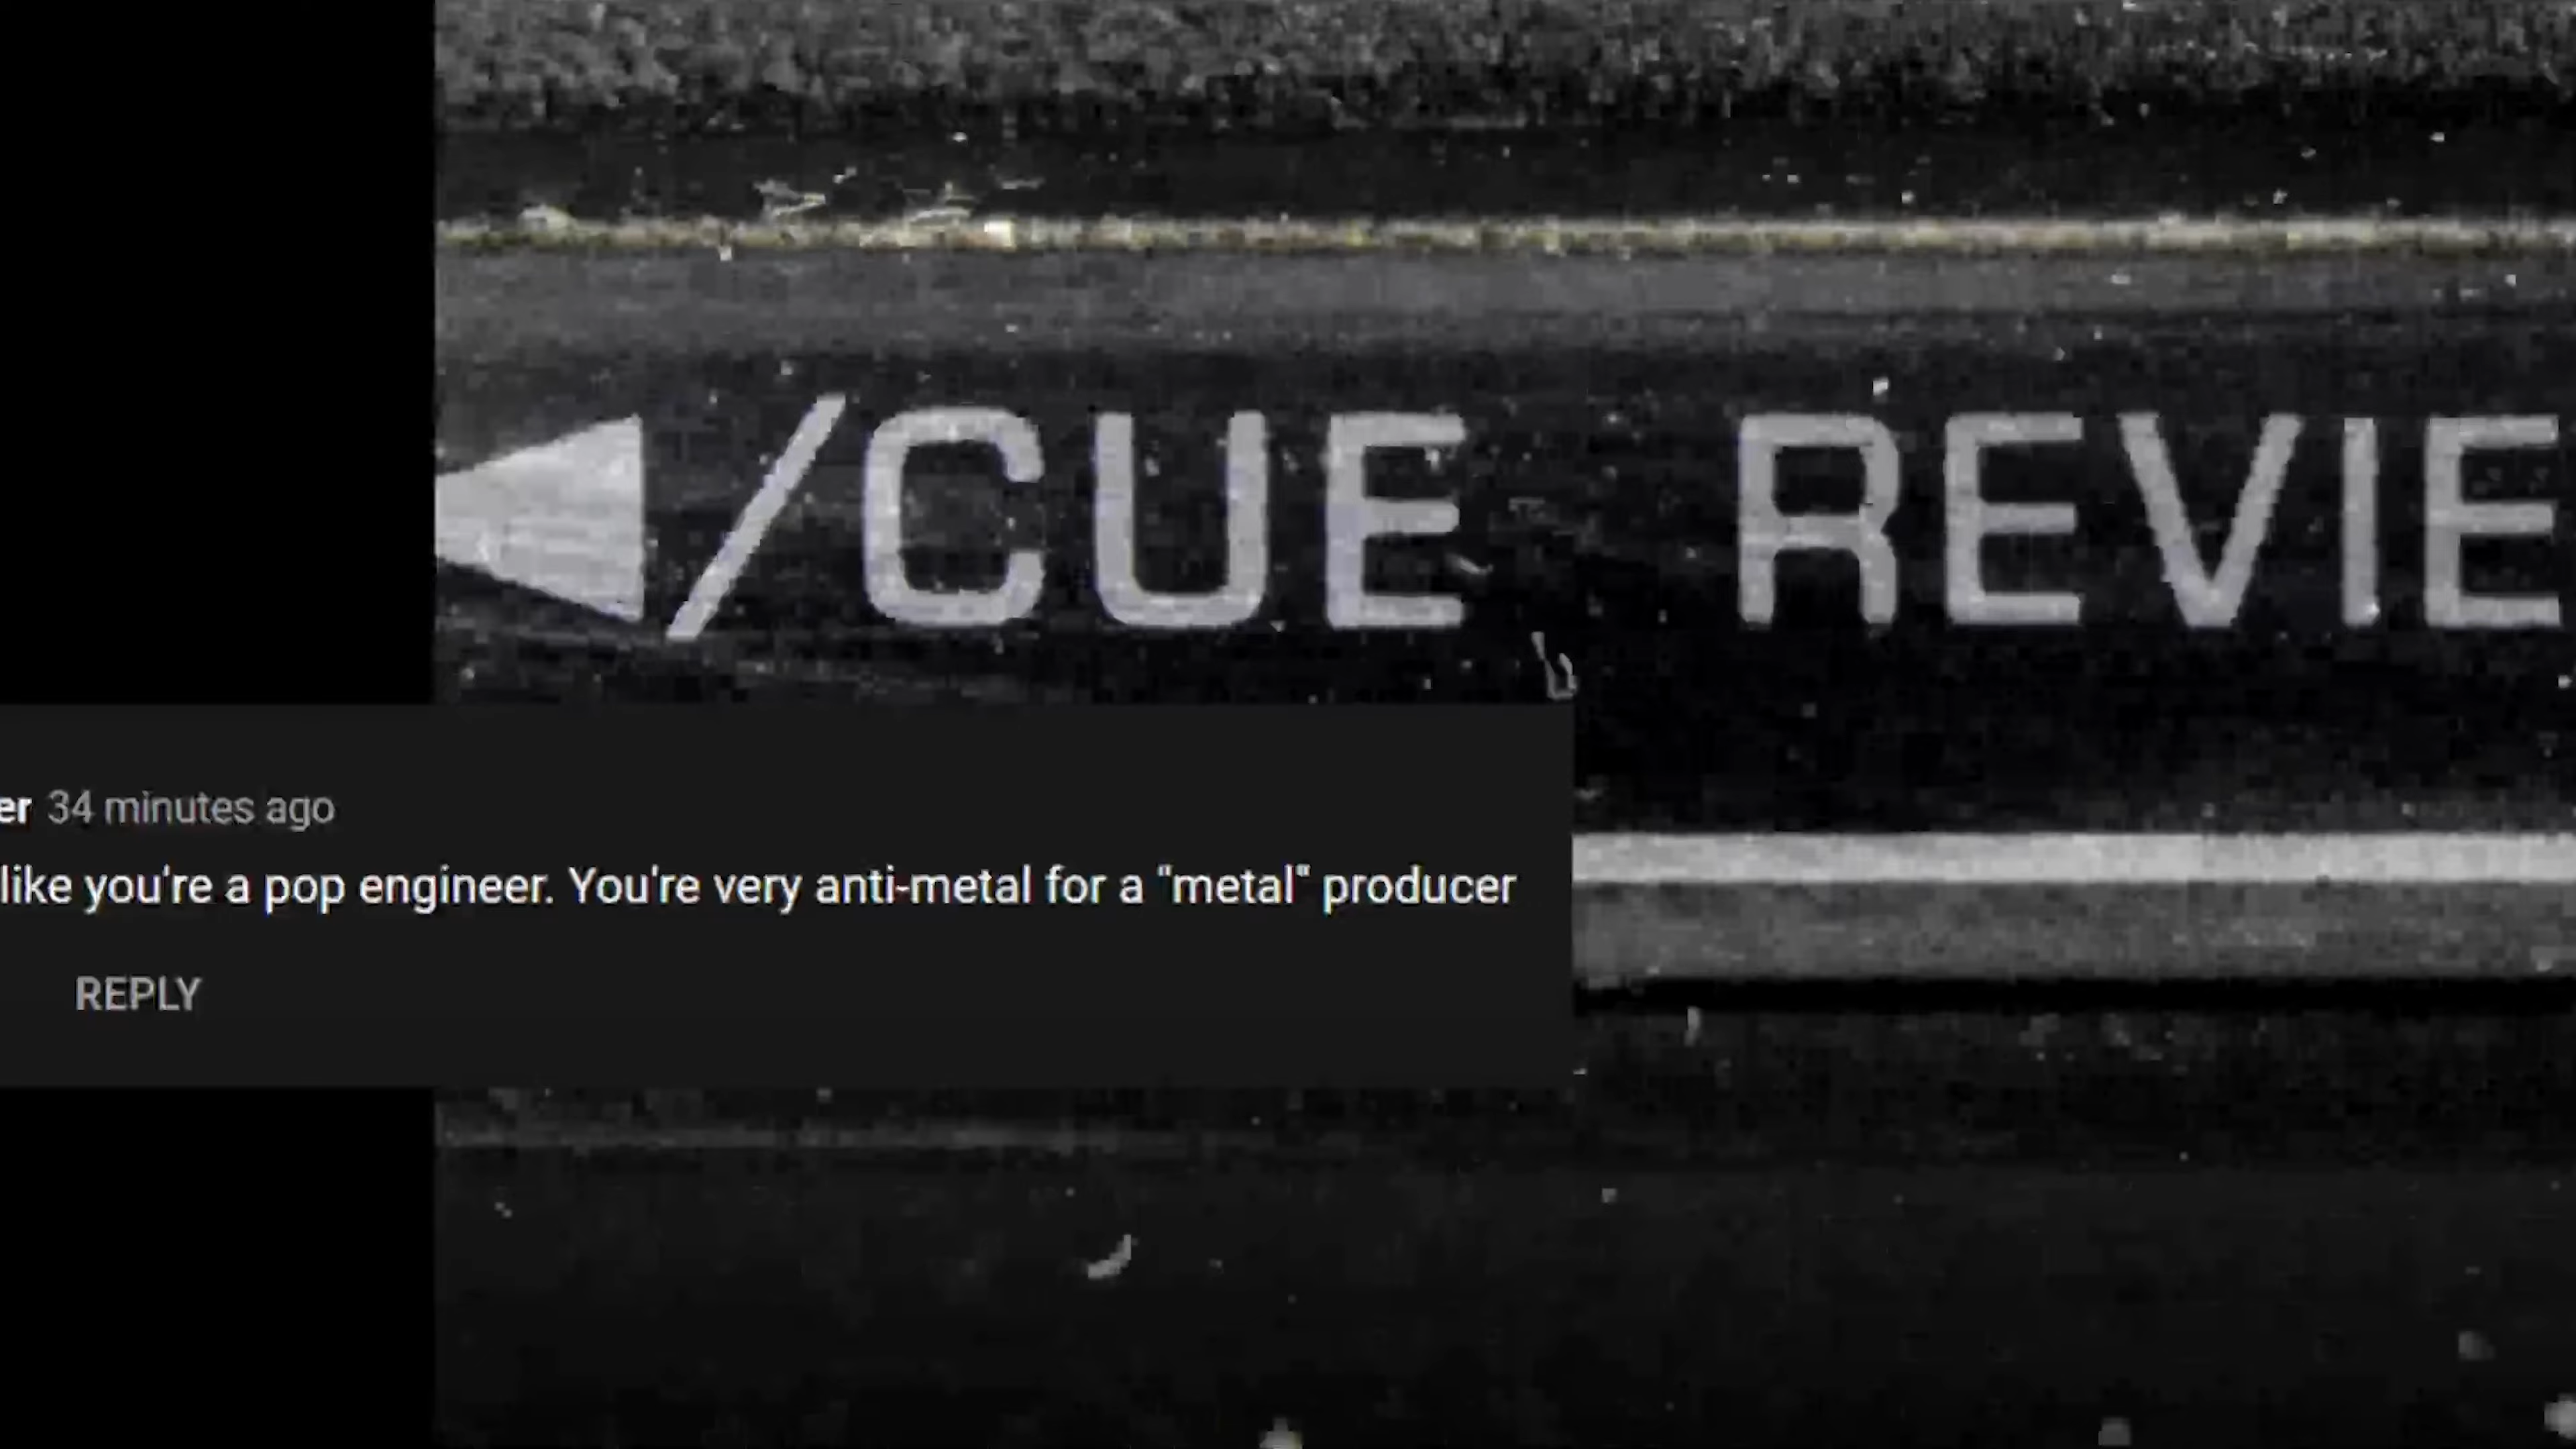 /CUE REVIE
er 34 minutes ago
like you're a pop engineer. You're very anti-metal for a "metal" producer
REPLY